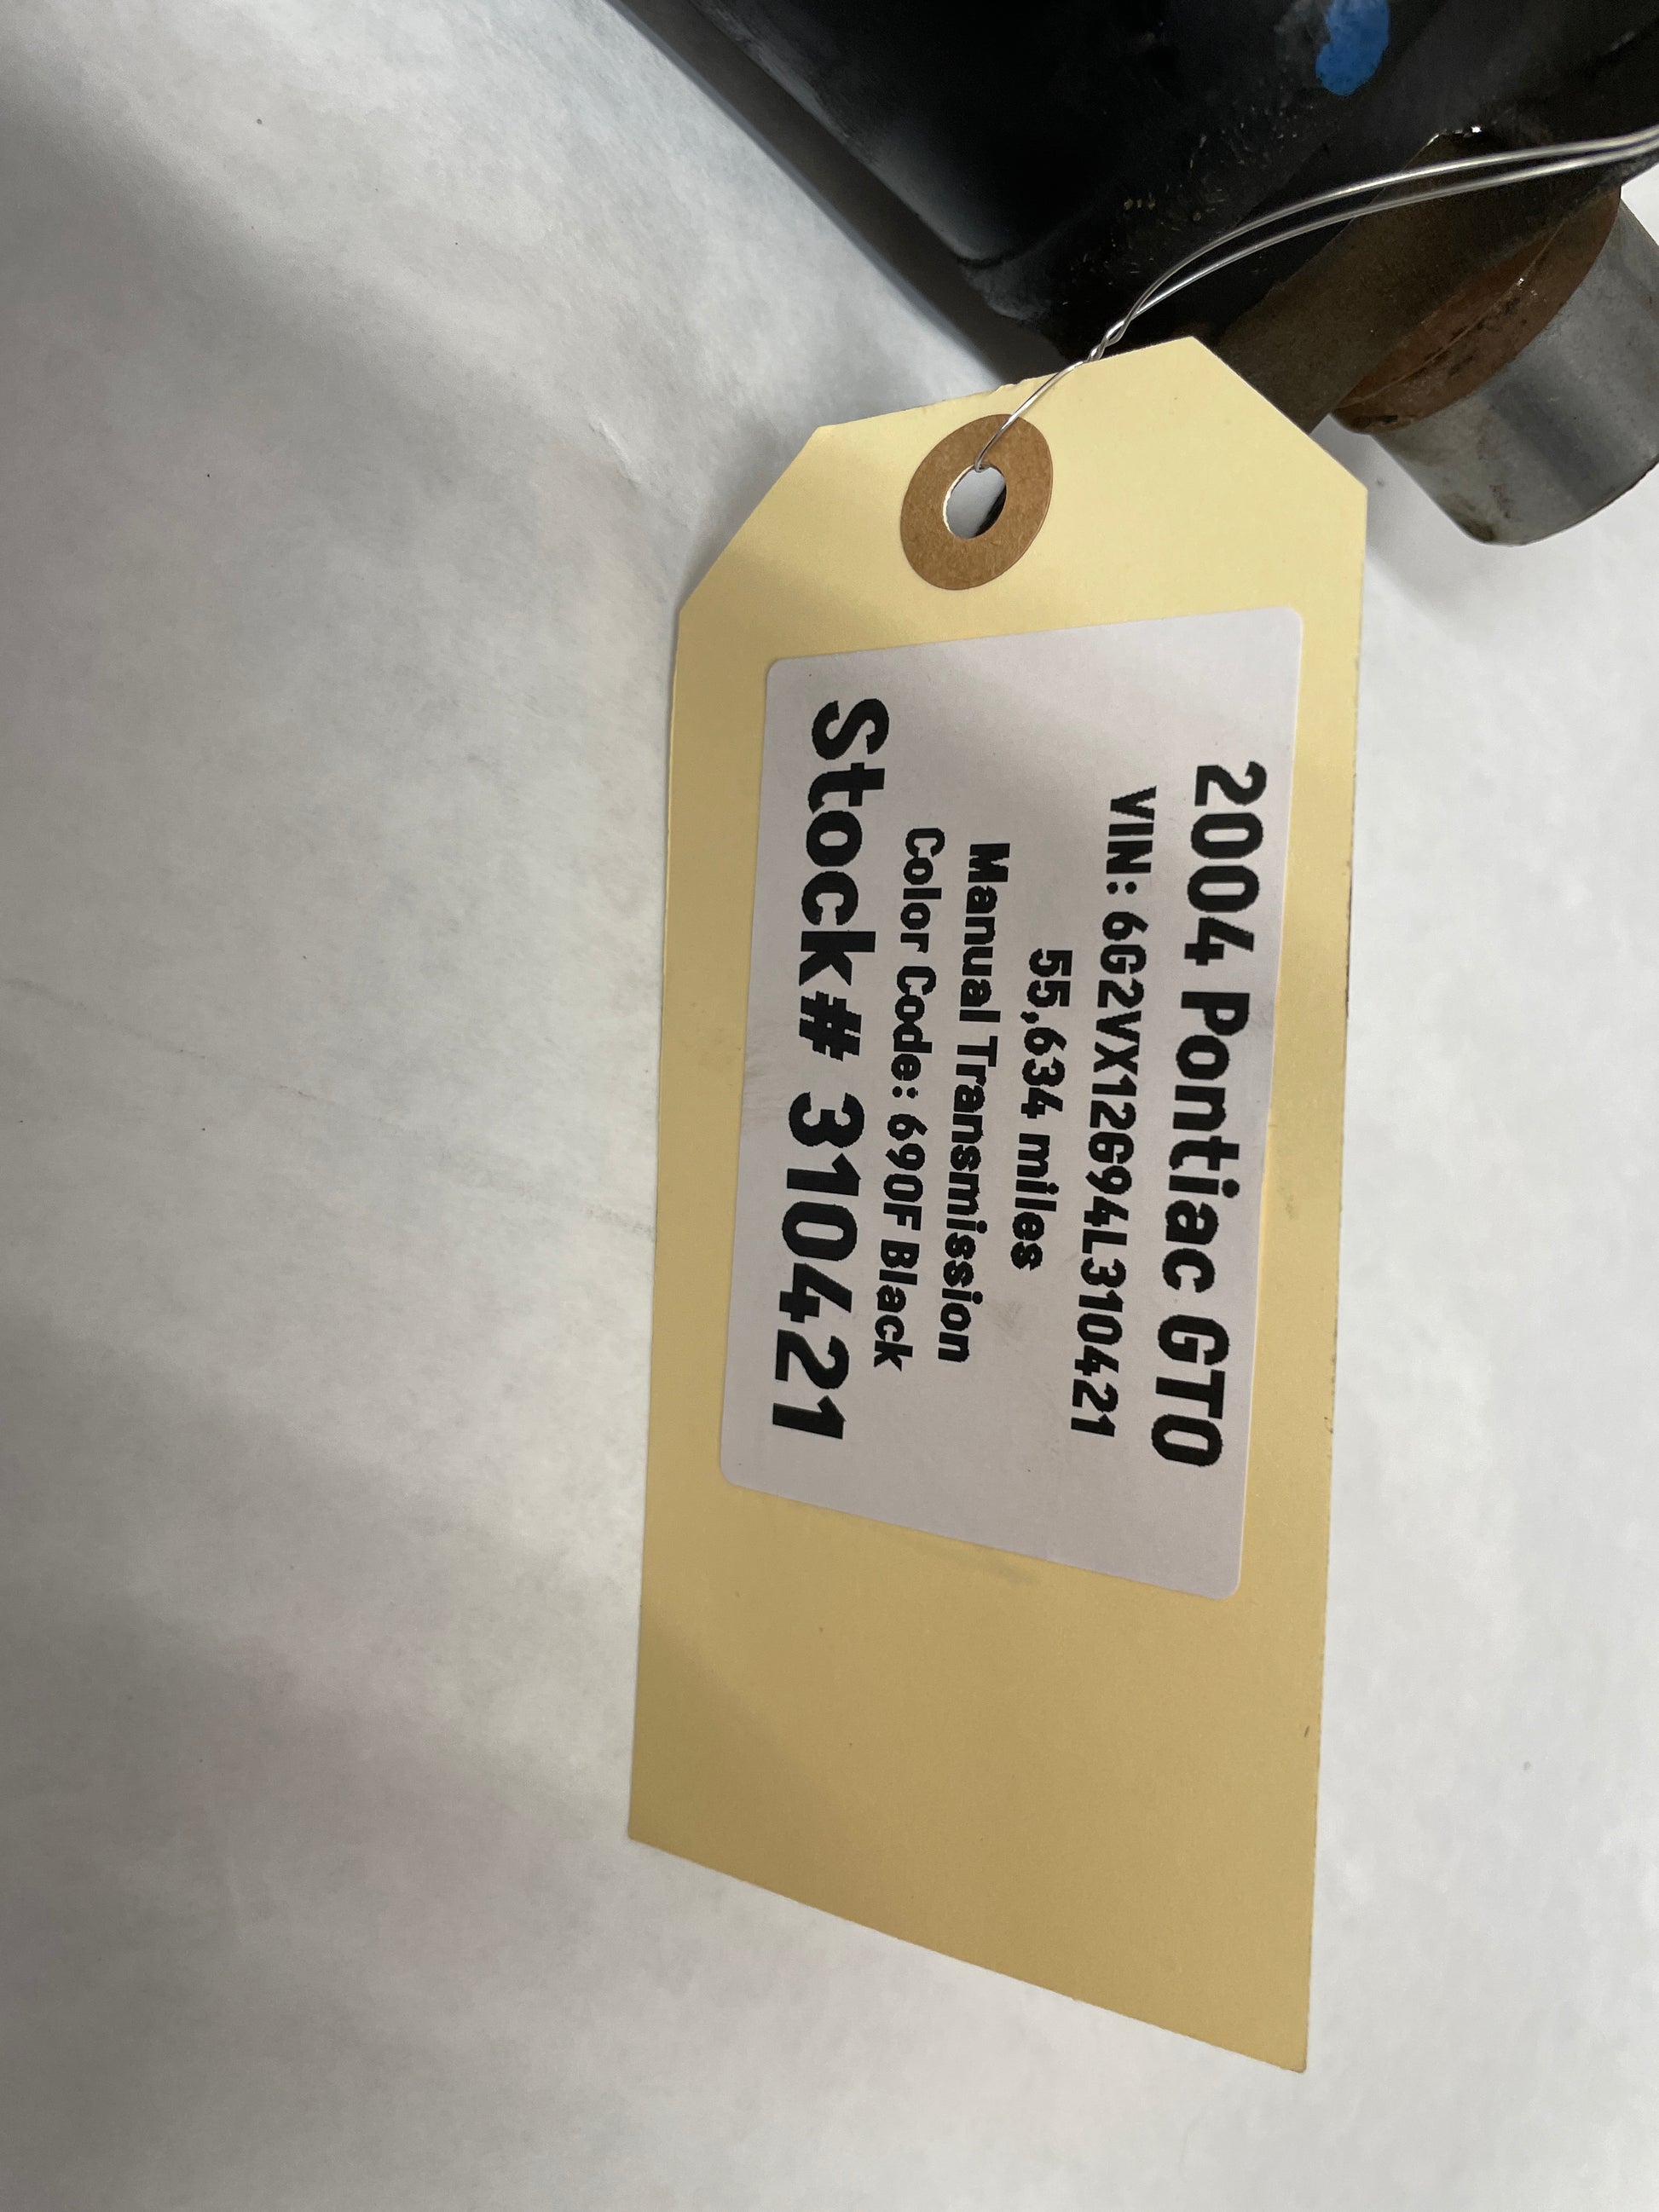 2004 Pontiac GTO
VIN: 6G2VX12G94L310421
55,634 miles
Manual Transmission
Color Code: 690F Black
Stock# 310421